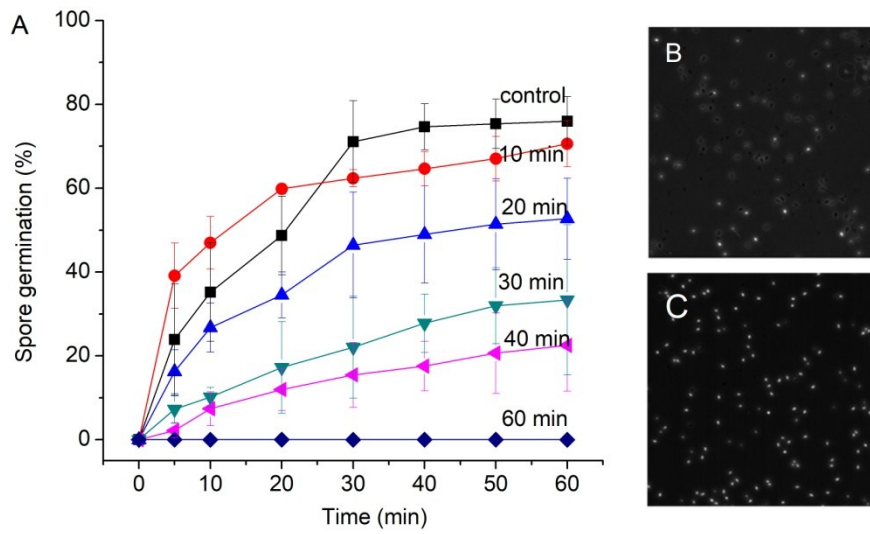 A
100
80
60
40
20
0
Spore germination (%)
control
10 min
20 min
30 min
40 min
60 min
0 10 20 30 40 50 60
Time (min)
B
C